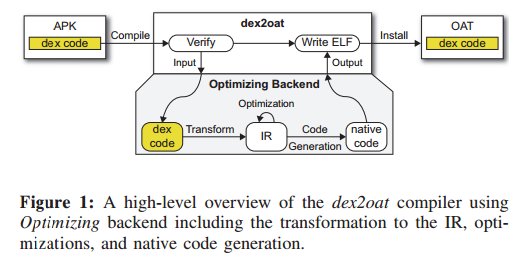 APK
dex code
Compile
dex2oat
Verify
Write ELF
Install
OAT
dex code
Input
Output
Optimizing Backend
Optimization
dex
code
Transform
IR
Code
Generation
native
code
Figure 1: A high-level overview of the dex2oat compiler using
Optimizing backend including the transformation to the IR, opti-
mizations, and native code generation.